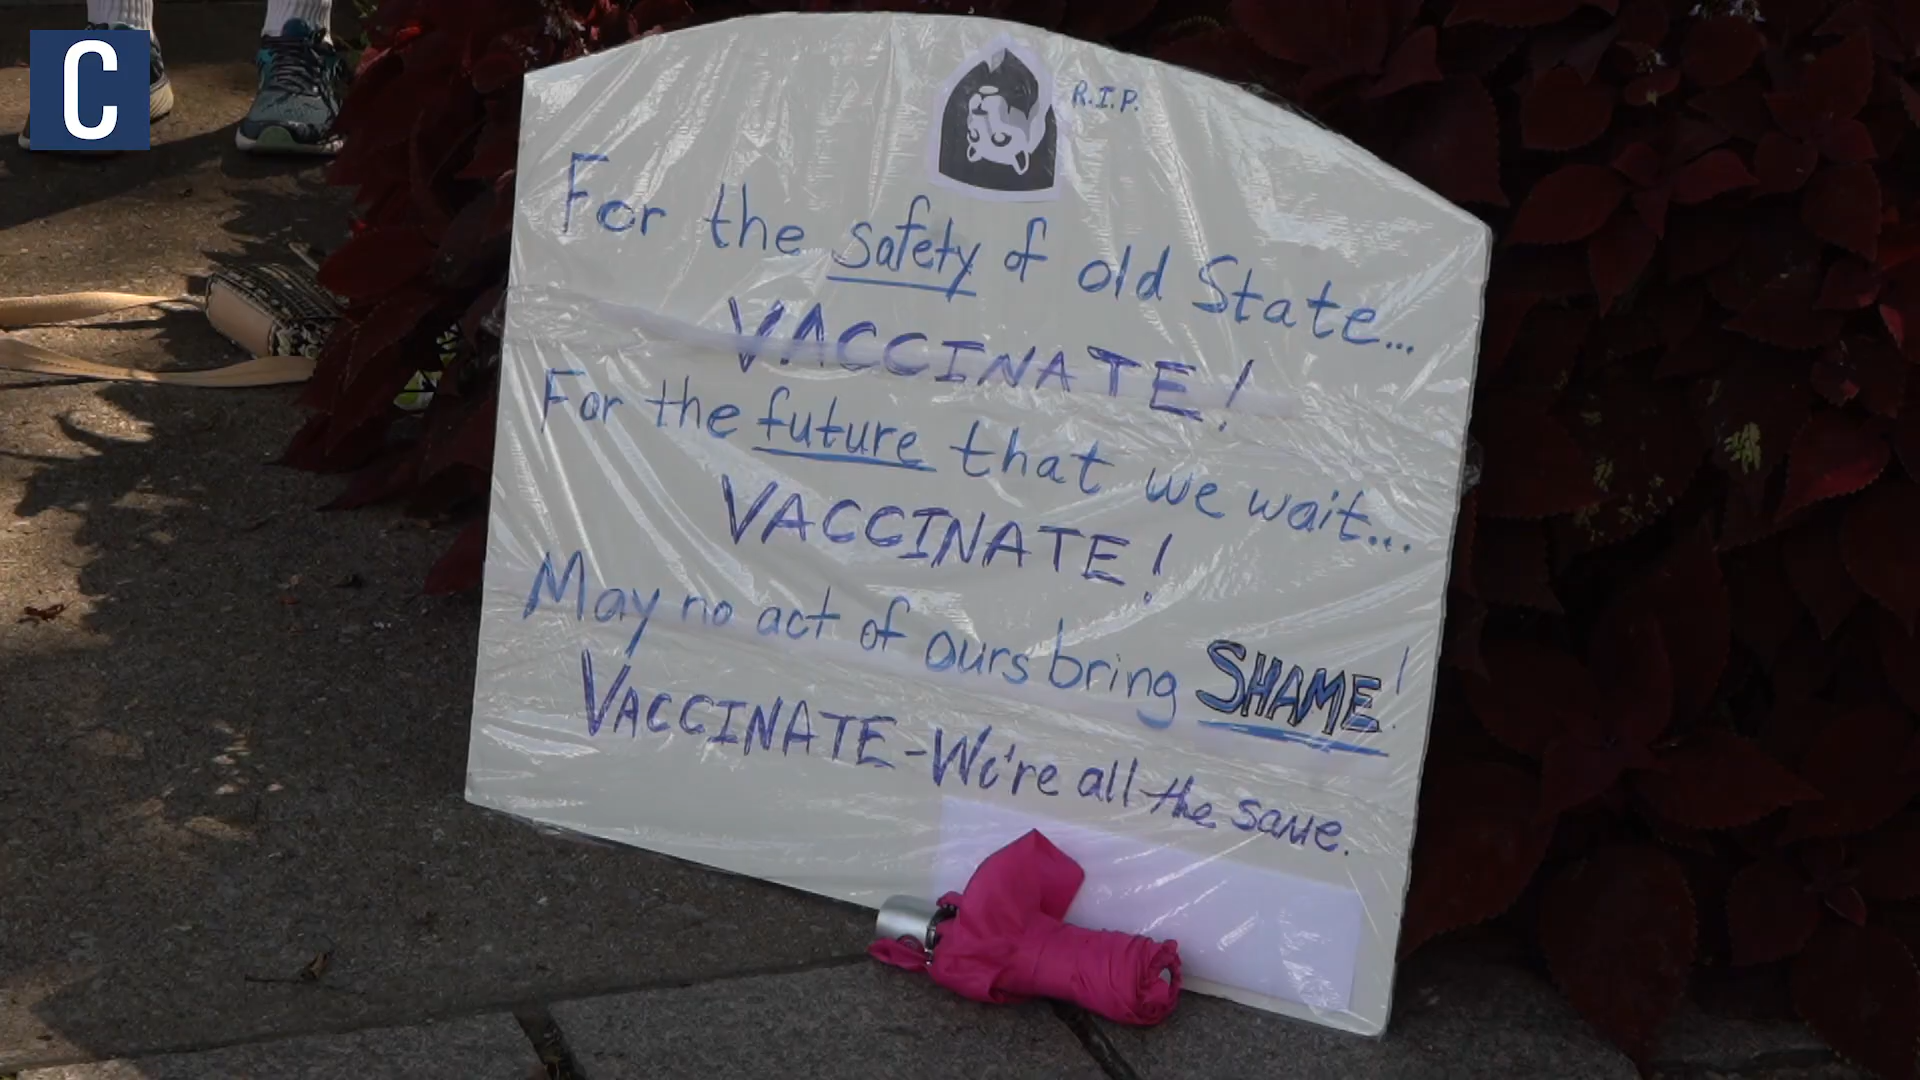 C
R.I.P.
For the safety of old State...
VACCINATE!
For the future that we wait...
VACCINATE!
May no act of ours bring SHAME!
VACCINATE - We're all the same.